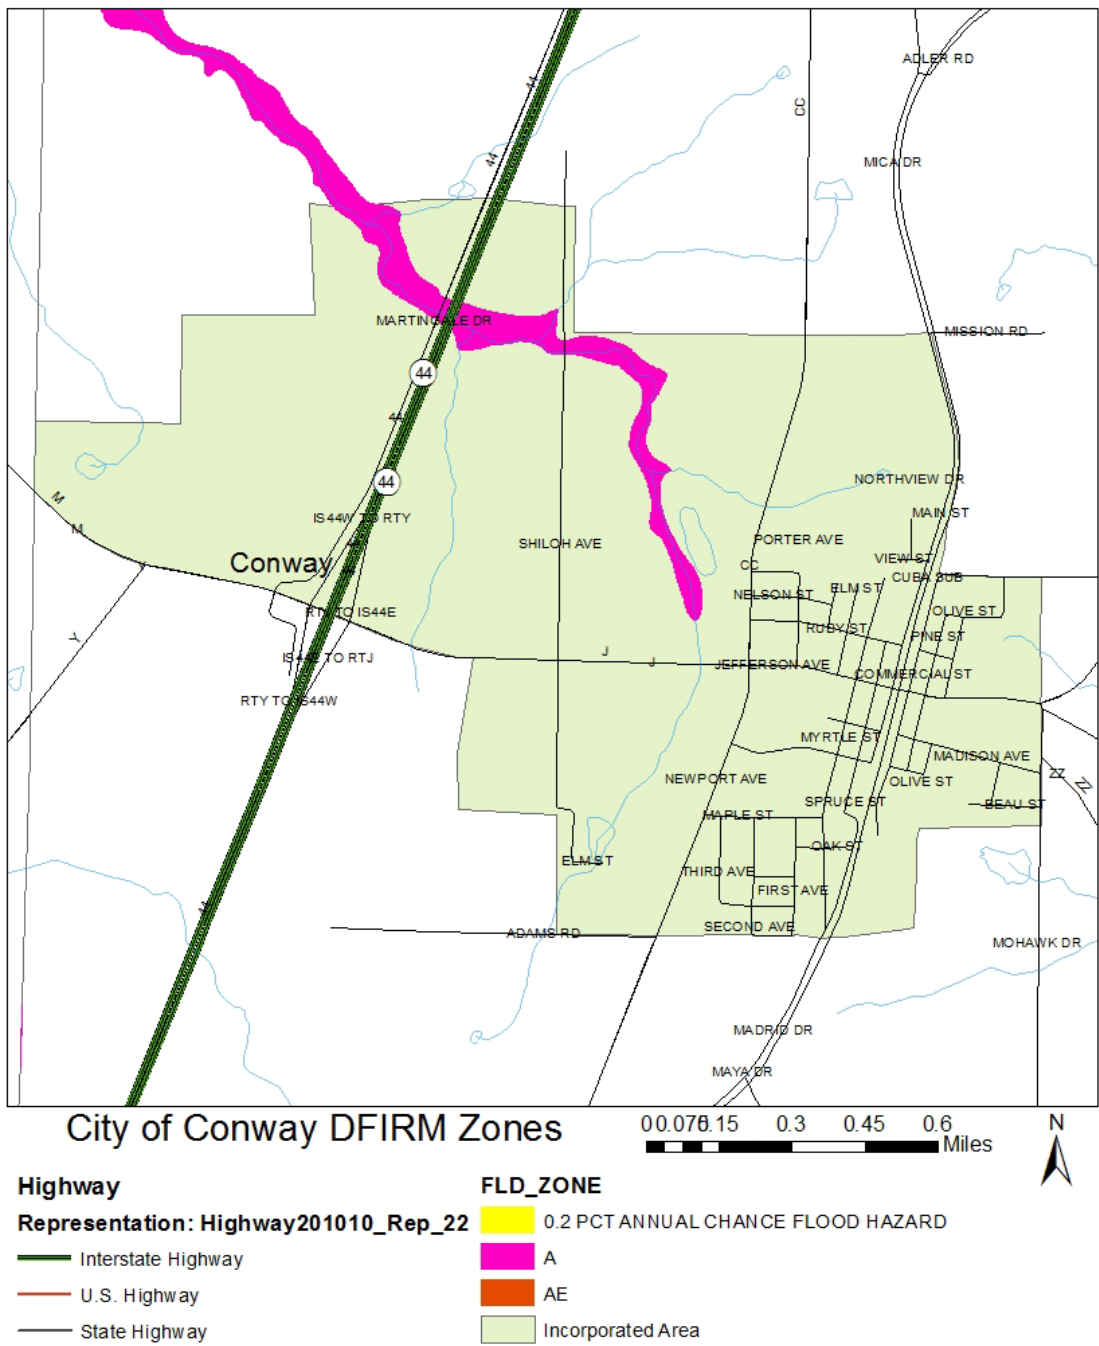 ADLER RD
44
CC
44
MICA DR
MARTINGALE DR
MISSION RD
44
44
44
NORTHVIEW DR
M
MAIN ST
IS44W TO RTY
M
PORTER AVE
SHILOH AVE
VIEW ST
Conway
CC
CUBA SUB
ELM ST
NELSON ST
RTY TO IS44E
OLIVE ST
RUBY ST
PINE ST
Y
J
IS44E TO RTJ
J
JEFFERSON AVE
COMMERCIAL ST
RTY TO IS44W
MYRTLE ST
MADISON AVE
NEWPORT AVE
ZZ
OLIVE ST
ZZ
SPRUCE ST
BEAU ST
MAPLE ST
OAK ST
ELM ST
THIRD AVE
FIRST AVE
44
SECOND AVE
ADAMS RD
MOHAWK DR
MADRID DR
MAYA DR
City of Conway DFIRM Zones
0 0.075 0.15 0.3 0.45 0.6
Miles
N
Highway
FLD_ZONE
Representation: Highway201010_Rep_22
0.2 PCT ANNUAL CHANCE FLOOD HAZARD
Interstate Highway
A
U.S. Highway
AE
State Highway
Incorporated Area